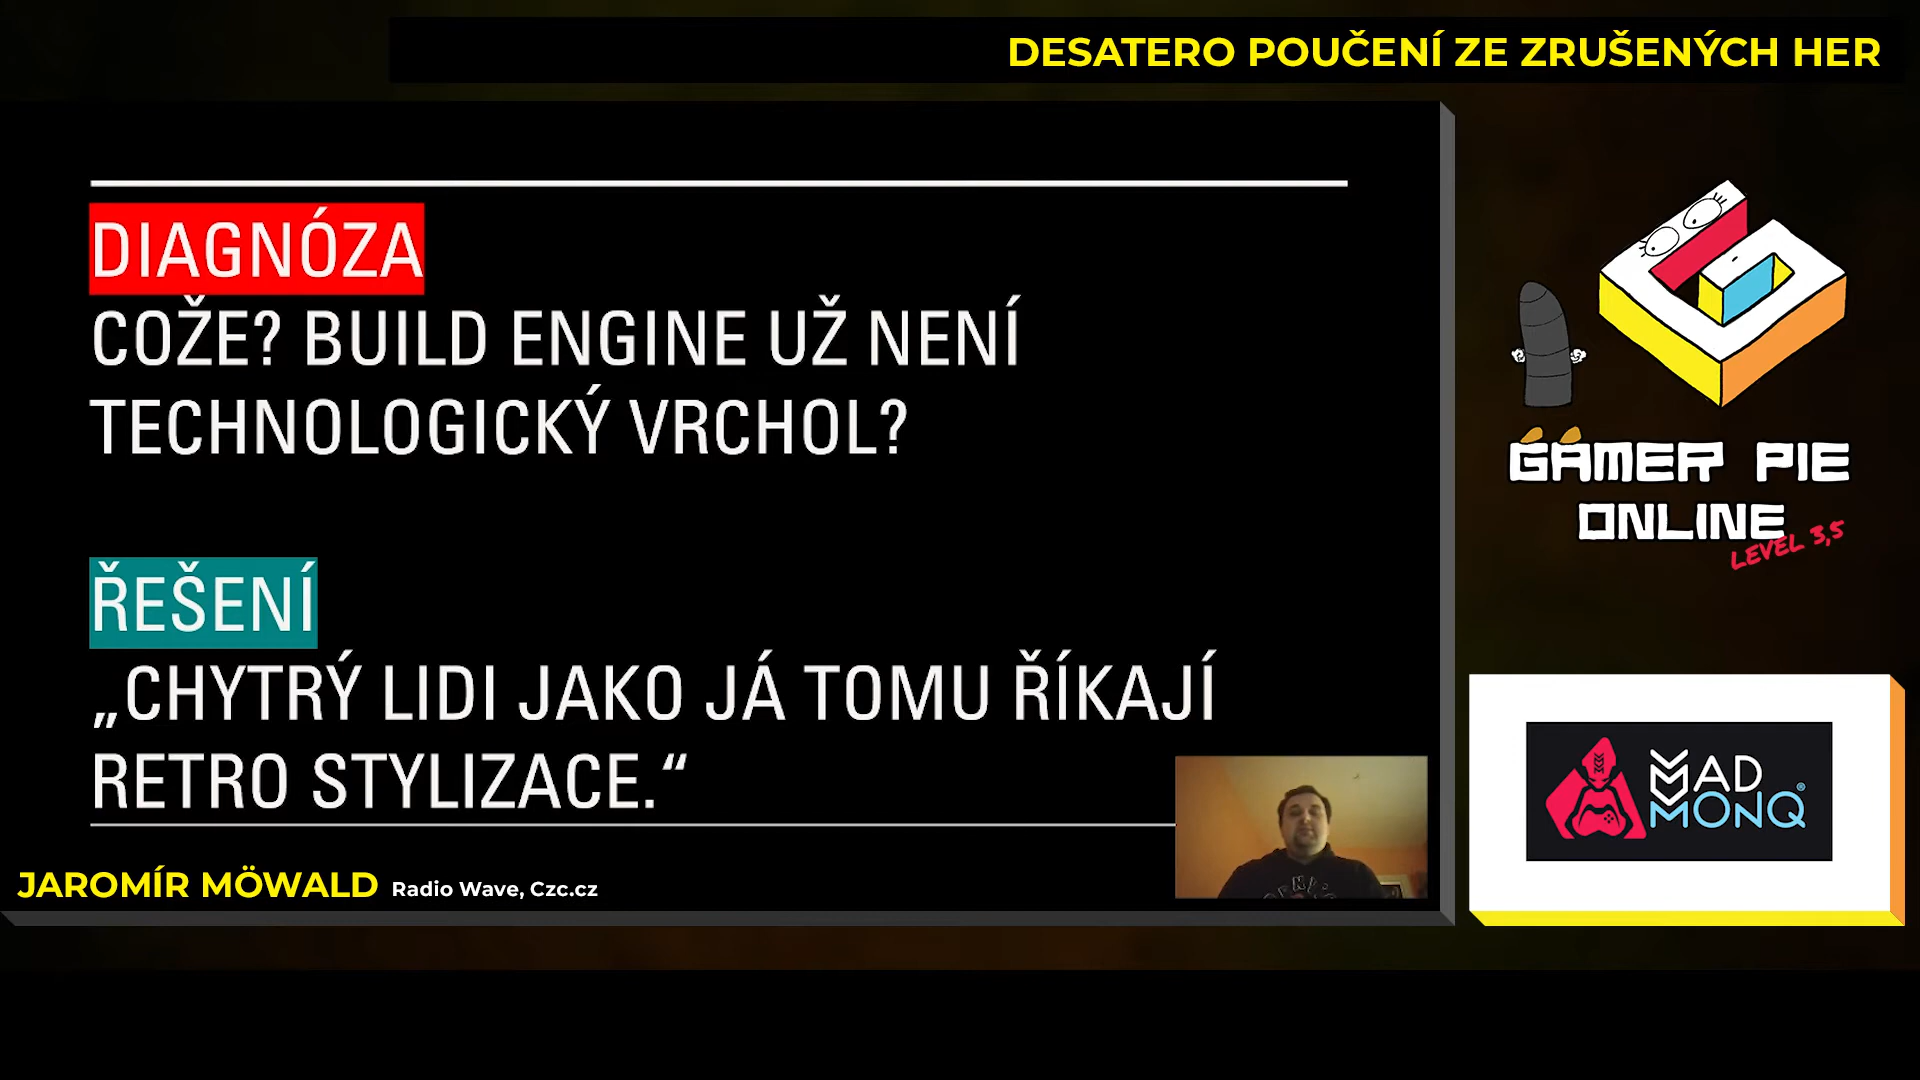 DESATERO POUČENÍ ZE ZRUŠENÝCH HER
DIAGNÓZA
COŽE? BUILD ENGINE UŽ NENÍ
TECHNOLOGICKÝ VRCHOL?
ŘEŠENÍ
„CHYTRÝ LIDI JAKO JÁ TOMU ŘÍKAJÍ
RETRO STYLIZACE.“
JAROMÍR MÖWALD Radio Wave, Czc.cz
GAMER PIE
ONLINE
LEVEL 3,5
MAD
MONQ®